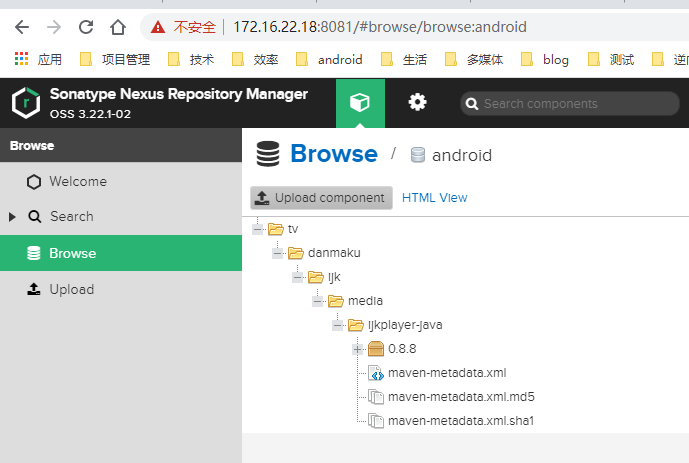 不安全 | 172.16.22.18:8081/#browse/browse:android
应用 项目管理 技术 效率 android 生活 多媒体 blog 测试 逆向
Sonatype Nexus Repository Manager
OSS 3.22.1-02
Search components
Browse
Browse / android
Welcome
Upload component HTML View
Search
tv
Browse
danmaku
Upload
ijk
media
ijkplayer-java
0.8.8
maven-metadata.xml
maven-metadata.xml.md5
maven-metadata.xml.sha1